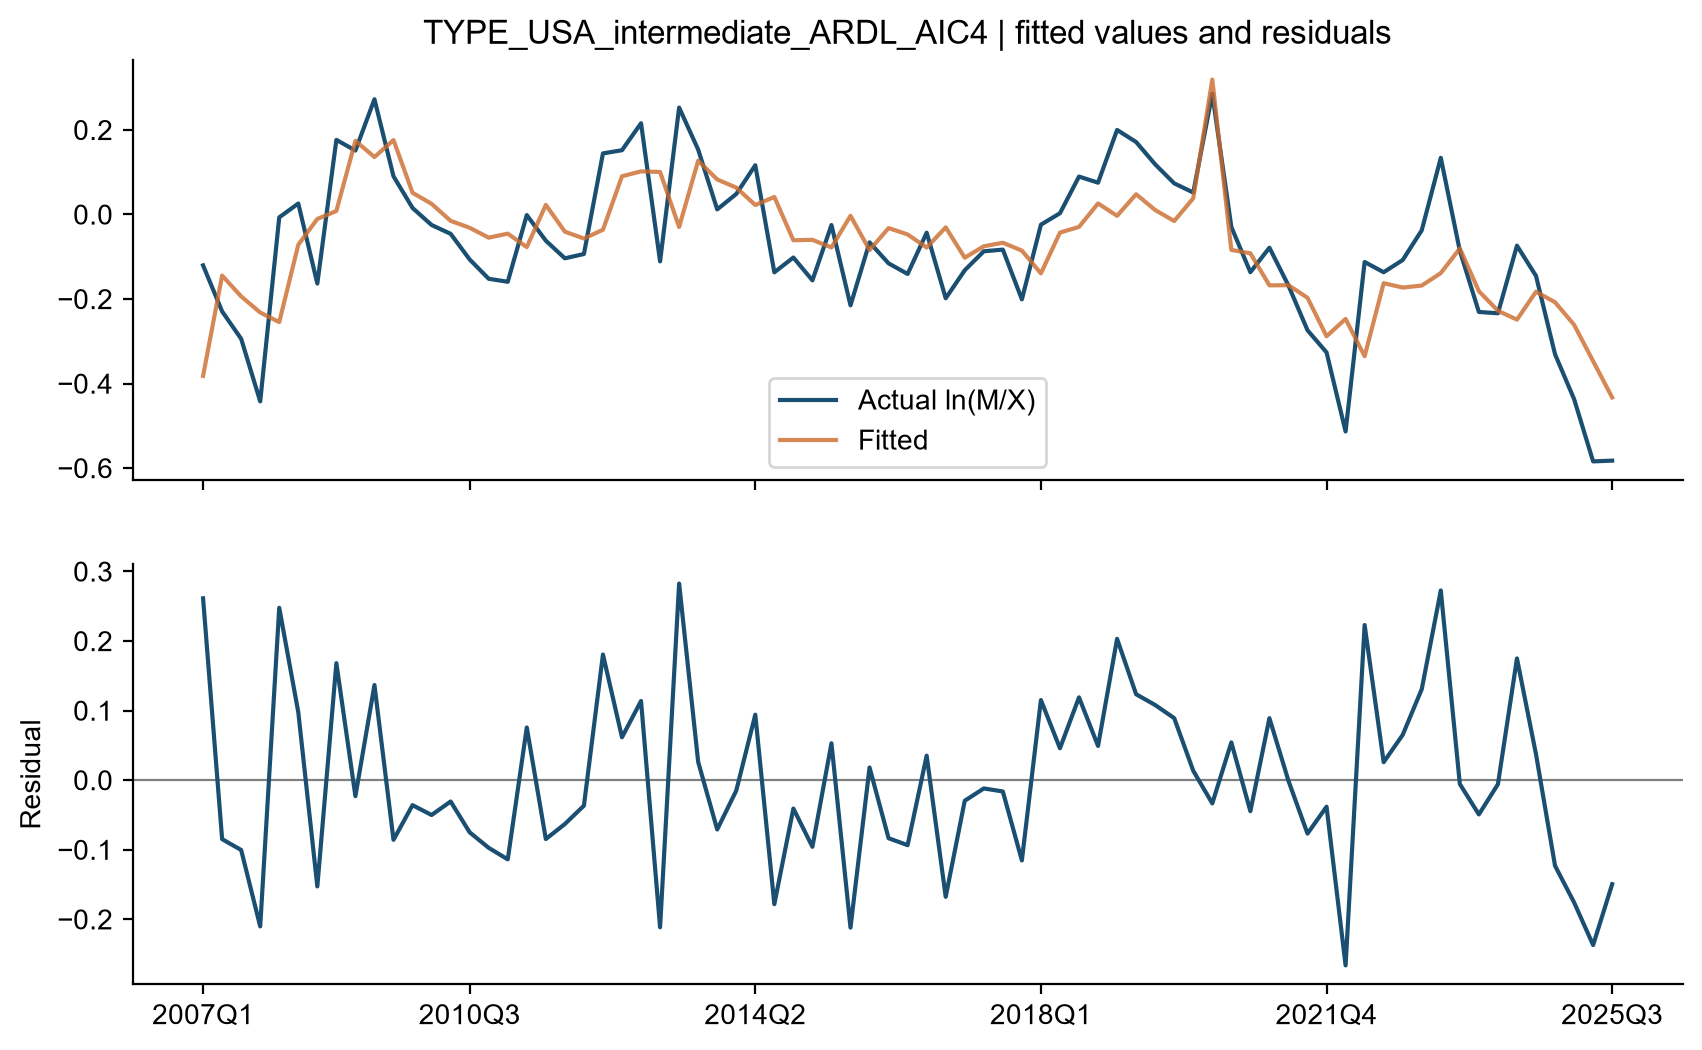 TYPE_USA_intermediate_ARDL_AIC4 | fitted values and residuals
0.2
0.0
−0.2
−0.4
−0.6
Actual ln(M/X)
Fitted
Residual
0.3
0.2
0.1
0.0
−0.1
−0.2
2007Q1
2010Q3
2014Q2
2018Q1
2021Q4
2025Q3